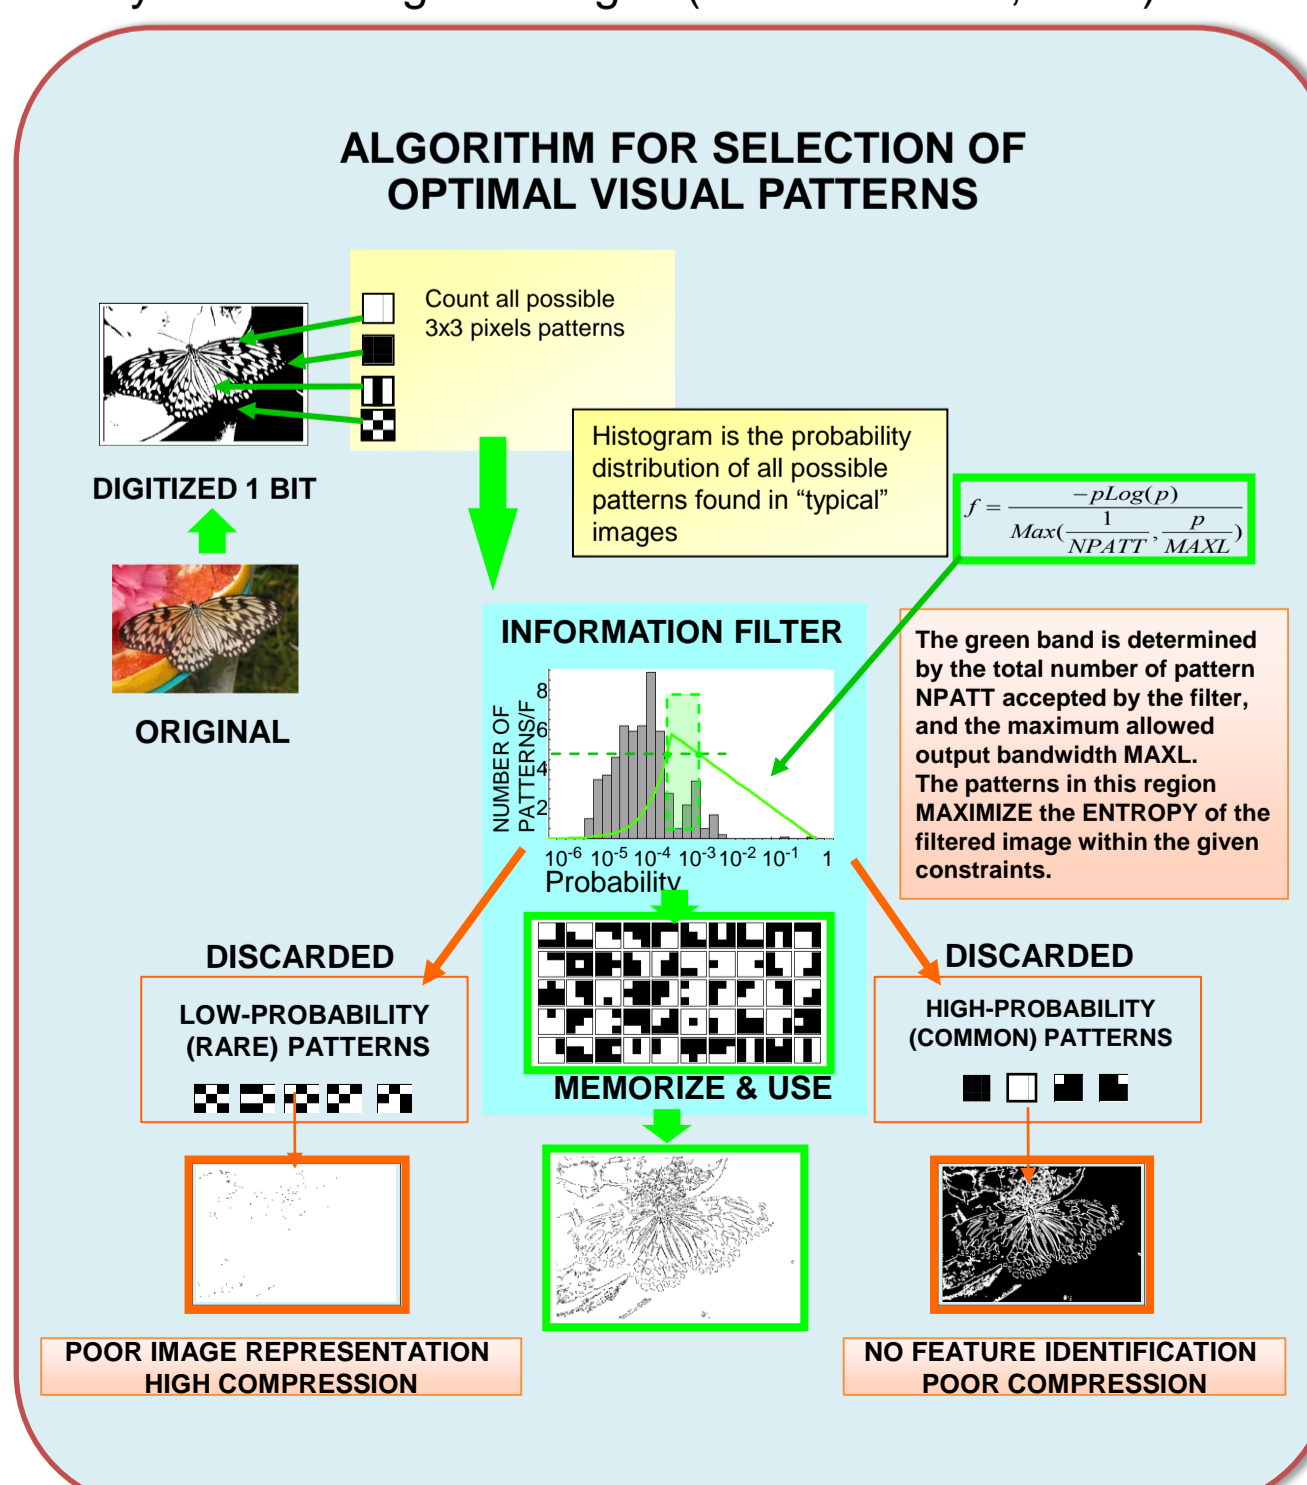 ALGORITHM FOR SELECTION OF
OPTIMAL VISUAL PATTERNS
Count all possible
3x3 pixels patterns
DIGITIZED 1 BIT
ORIGINAL
Histogram is the probability
distribution of all possible
patterns found in “typical”
images
f = -pLog(p) / Max(1/NPATT, p/MAXL)
The green band is determined
by the total number of pattern
NPATT accepted by the filter,
and the maximum allowed
output bandwidth MAXL.
The patterns in this region
MAXIMIZE the ENTROPY of the
filtered image within the given
constraints.
INFORMATION FILTER
NUMBER OF
PATTERNS/F
8
6
4
2
10-6 10-5 10-4 10-3 10-2 10-1 1
Probability
MEMORIZE & USE
DISCARDED
LOW-PROBABILITY
(RARE) PATTERNS
DISCARDED
HIGH-PROBABILITY
(COMMON) PATTERNS
POOR IMAGE REPRESENTATION
HIGH COMPRESSION
NO FEATURE IDENTIFICATION
POOR COMPRESSION